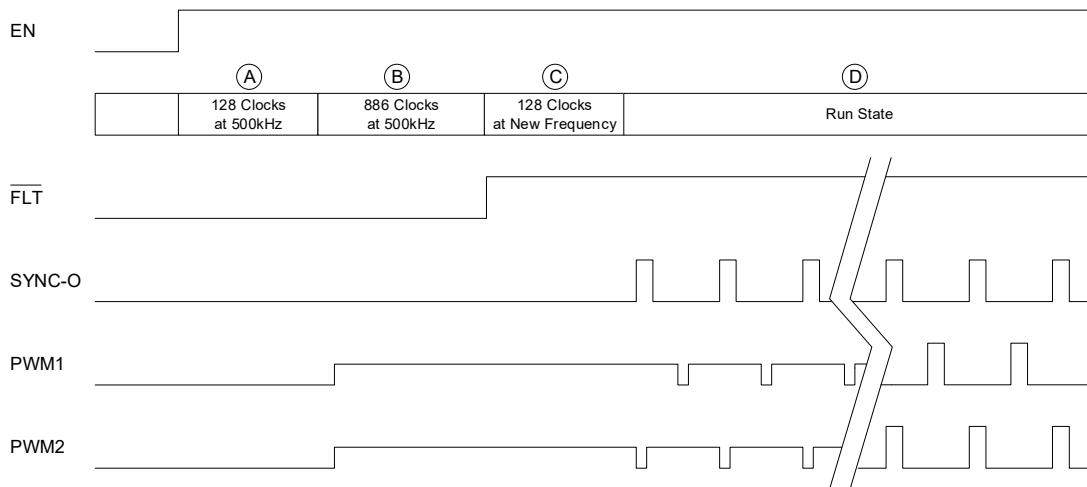 EN
A
B
C
D
128 Clocks
at 500kHz
886 Clocks
at 500kHz
128 Clocks
at New Frequency
Run State
FLT
SYNC-O
PWM1
PWM2